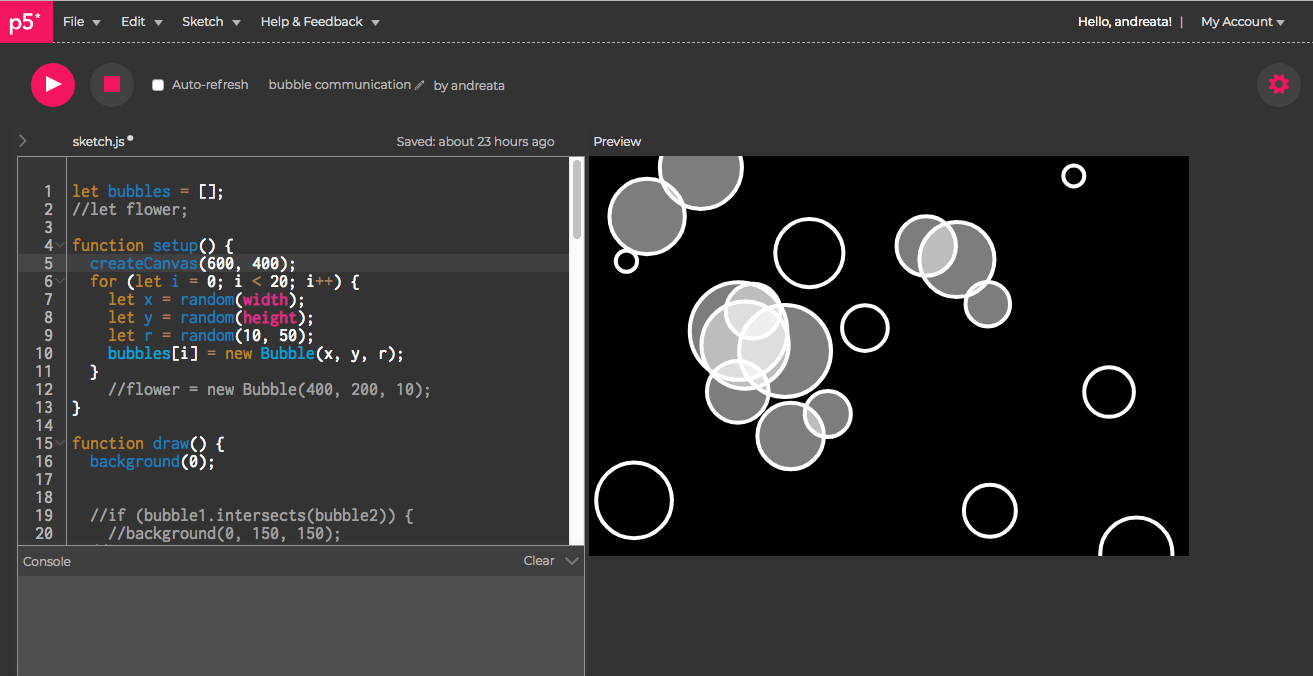 p5* File Edit Sketch Help & Feedback Hello, andreata! | My Account
Auto-refresh bubble communication by andreata
sketch.js Saved: about 23 hours ago Preview
1 let bubbles = [];
2 //let flower;
3
4 function setup() {
5 createCanvas(600, 400);
6 for (let i = 0; i < 20; i++) {
7 let x = random(width);
8 let y = random(height);
9 let r = random(10, 50);
10 bubbles[i] = new Bubble(x, y, r);
11 }
12 //flower = new Bubble(400, 200, 10);
13 }
14
15 function draw() {
16 background(0);
17
18
19 //if (bubble1.intersects(bubble2)) {
20 //background(0, 150, 150);
Console Clear